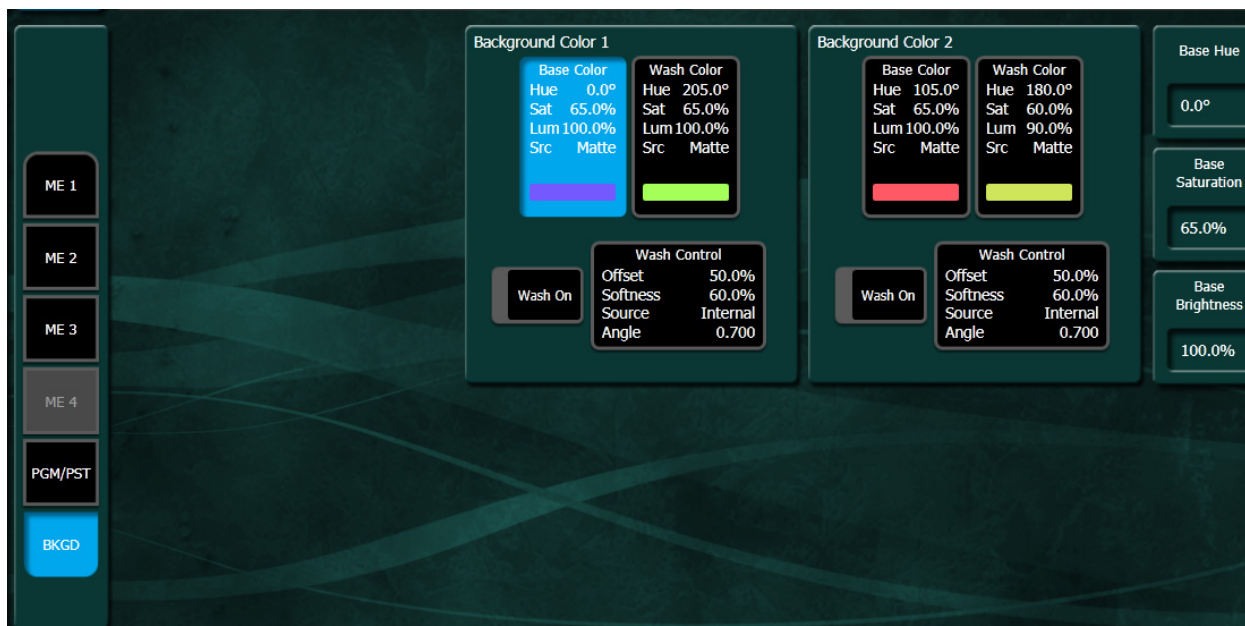 ME 1
ME 2
ME 3
ME 4
PGM/PST
BKGD
Background Color 1
Base Color
Hue 0.0º
Sat 65.0%
Lum 100.0%
Src Matte
Wash Color
Hue 205.0º
Sat 65.0%
Lum 100.0%
Src Matte
Wash On
Wash Control
Offset 50.0%
Softness 60.0%
Source Internal
Angle 0.700
Background Color 2
Base Color
Hue 105.0º
Sat 65.0%
Lum 100.0%
Src Matte
Wash Color
Hue 180.0º
Sat 60.0%
Lum 90.0%
Src Matte
Wash On
Wash Control
Offset 50.0%
Softness 60.0%
Source Internal
Angle 0.700
Base Hue
0.0º
Base
Saturation
65.0%
Base
Brightness
100.0%